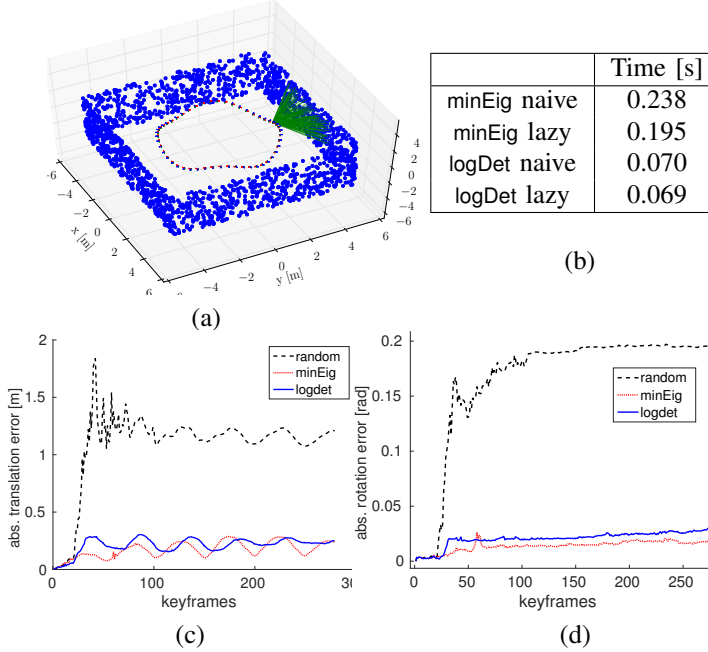 4
2
0
−2
−4
−6
−6
−4
−2
0
2
4
6
x [m]
−4
−2
0
2
4
6
y [m]
(a)
Time [s]
minEig naive 0.238
minEig lazy 0.195
logDet naive 0.070
logDet lazy 0.069
(b)
2
1.5
1
0.5
0
abs. translation error [m]
random
minEig
logdet
0 100 200
keyframes
(c)
0.2
0.15
0.1
0.05
0
abs. rotation error [rad]
random
minEig
logdet
0 50 100 150 200 250
keyframes
(d)